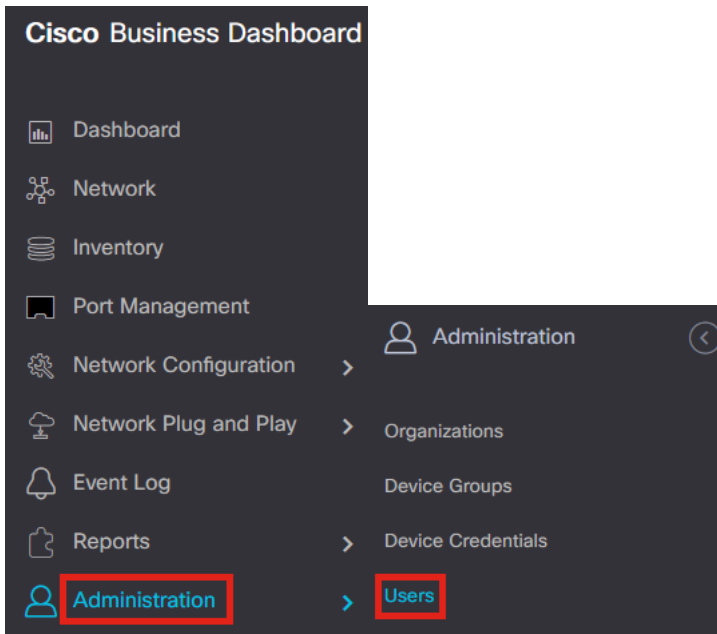 Cisco Business Dashboard
Dashboard
Network
Inventory
Port Management
Network Configuration
Network Plug and Play
Event Log
Reports
Administration
Administration
Organizations
Device Groups
Device Credentials
Users